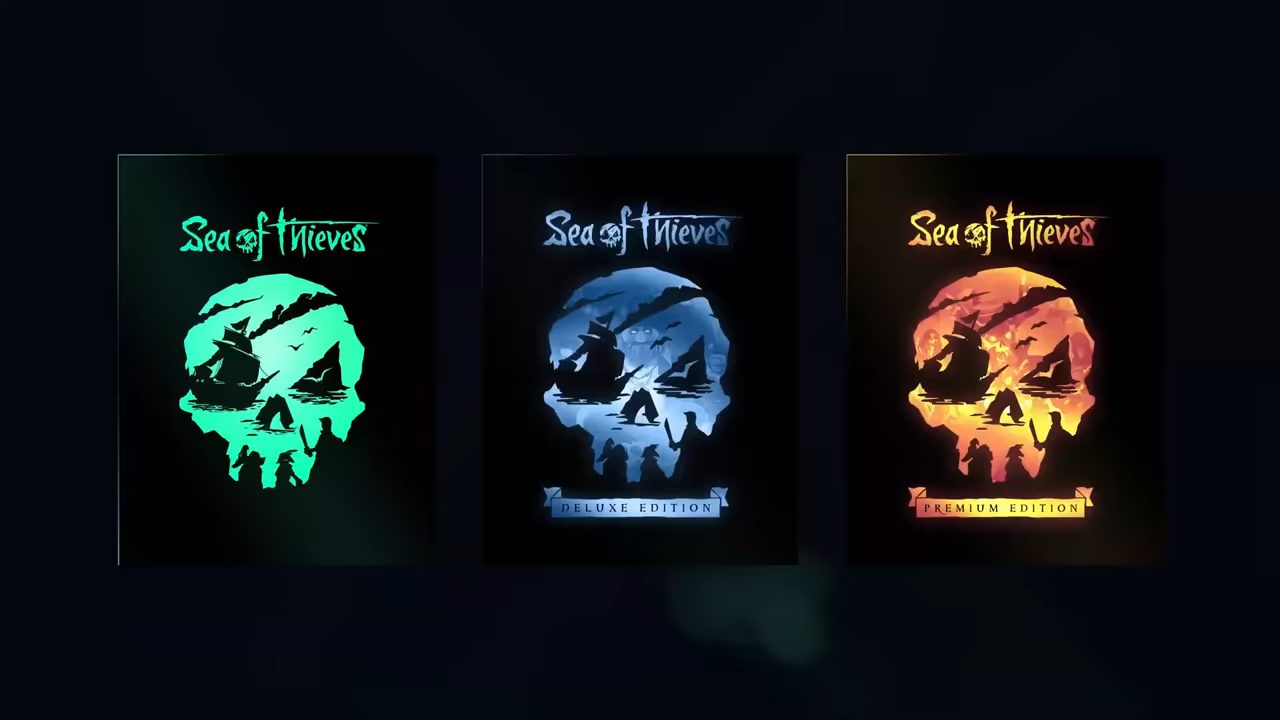 Sea of Thieves
Sea of Thieves
DELUXE EDITION
Sea of Thieves
PREMIUM EDITION